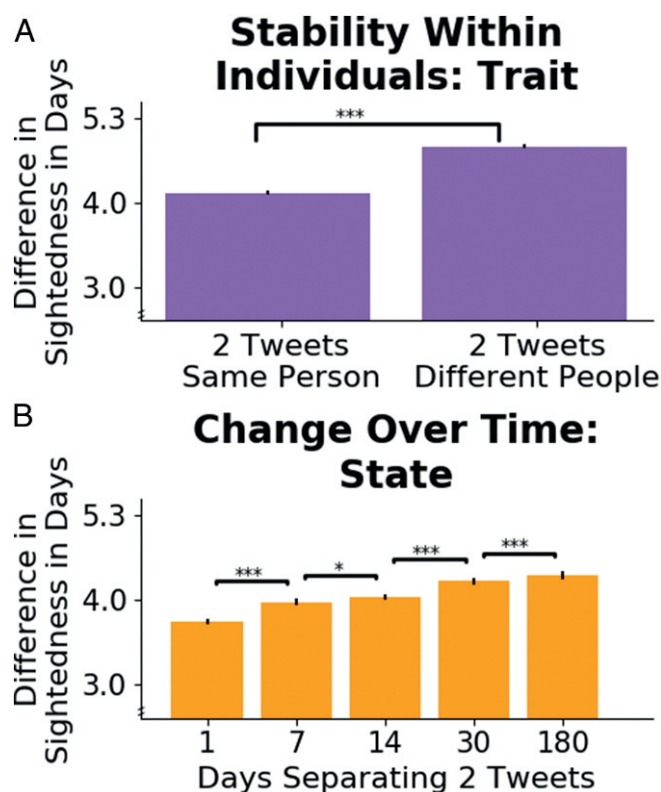 A
Stability Within
Individuals: Trait
Difference in
Sightedness in Days
5.3
4.0
3.0
***
2 Tweets
Same Person
2 Tweets
Different People
B
Change Over Time:
State
Difference in
Sightedness in Days
5.3
4.0
3.0
***
*
***
***
1 7 14 30 180
Days Separating 2 Tweets